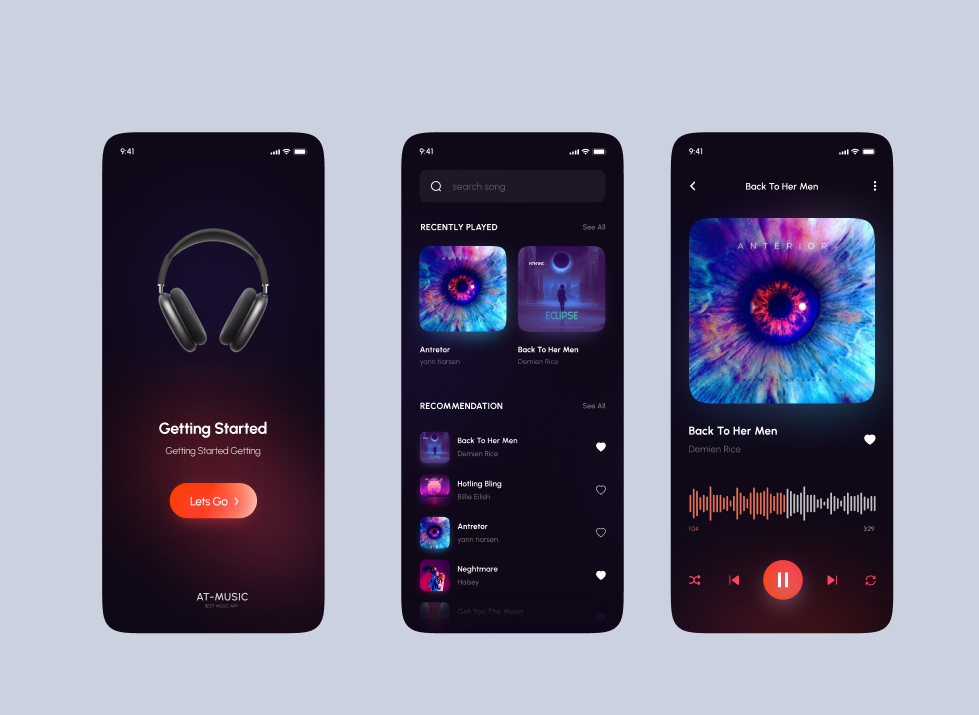 9:41
Getting Started
Getting Started Getting
Lets Go
AT-MUSIC
BEST MUSIC APP
9:41
search song
RECENTLY PLAYED
See All
ANTERIOR
ECLIPSE
Antretor
yann tiarsen
Back To Her Men
Demien Rice
RECOMMENDATION
See All
Back To Her Men
Demien Rice
Hotling Bling
Billie Eilish
Antretor
yann tiarsen
Neghtmare
Halsey
Get You The Moon
9:41
Back To Her Men
ANTERIOR
Back To Her Men
Demien Rice
1:04
3:29